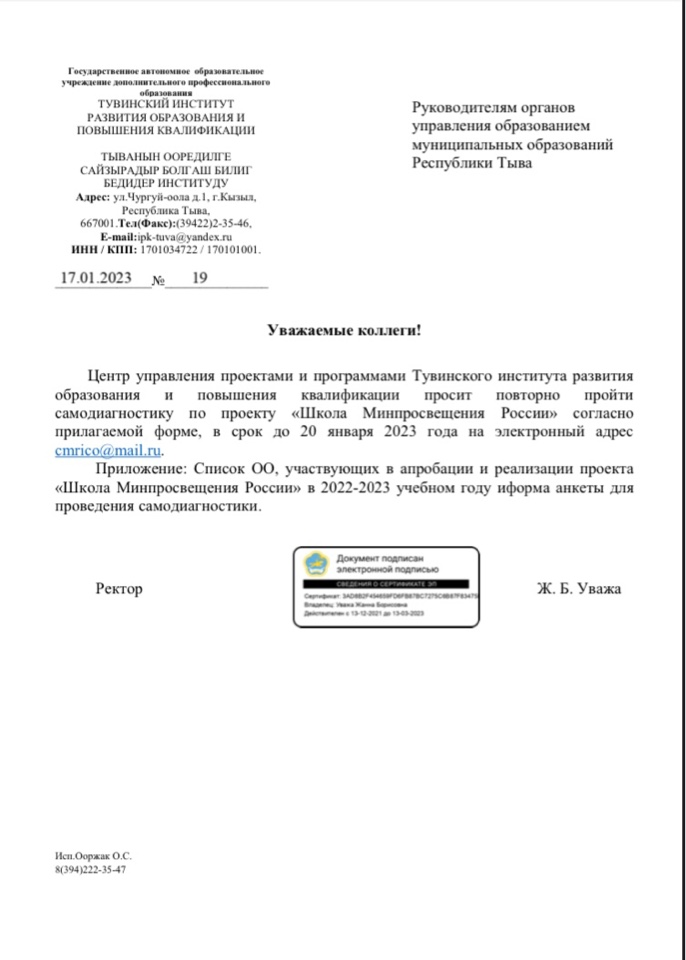 Государственное автономное образовательное
учреждение дополнительного профессионального
образования
ТУВИНСКИЙ ИНСТИТУТ
РАЗВИТИЯ ОБРАЗОВАНИЯ И
ПОВЫШЕНИЯ КВАЛИФИКАЦИИ
ТЫВАНЫН ООРЕДИЛГЕ
САЙЗЫРАДЫР БОЛГАШ БИЛИГ
БЕДИДЕР ИНСТИТУДУ
Адрес: ул.Чургуй-оола д.1, г.Кызыл,
Республика Тыва,
667001.Тел(Факс):(39422)2-35-46,
E-mail:ipk-tuva@yandex.ru
ИНН / КПП: 1701034722 / 170101001.
17.01.2023 № 19
Руководителям органов
управления образованием
муниципальных образований
Республики Тыва
Уважаемые коллеги!
Центр управления проектами и программами Тувинского института развития
образования и повышения квалификации просит повторно пройти
самодиагностику по проекту «Школа Минпросвещения России» согласно
прилагаемой форме, в срок до 20 января 2023 года на электронный адрес
cmrico@mail.ru.
Приложение: Список ОО, участвующих в апробации и реализации проекта
«Школа Минпросвещения России» в 2022-2023 учебном году иформа анкеты для
проведения самодиагностики.
Ректор
Документ подписан
электронной подписью
СВЕДЕНИЯ О СЕРТИФИКАТЕ ЭП
Сертификат:
Владелец: Уважа Жанна Борисовна
Действителен с 13-12-2021 до 13-03-2023
Ж. Б. Уважа
Исп.Ооржак О.С.
8(394)222-35-47